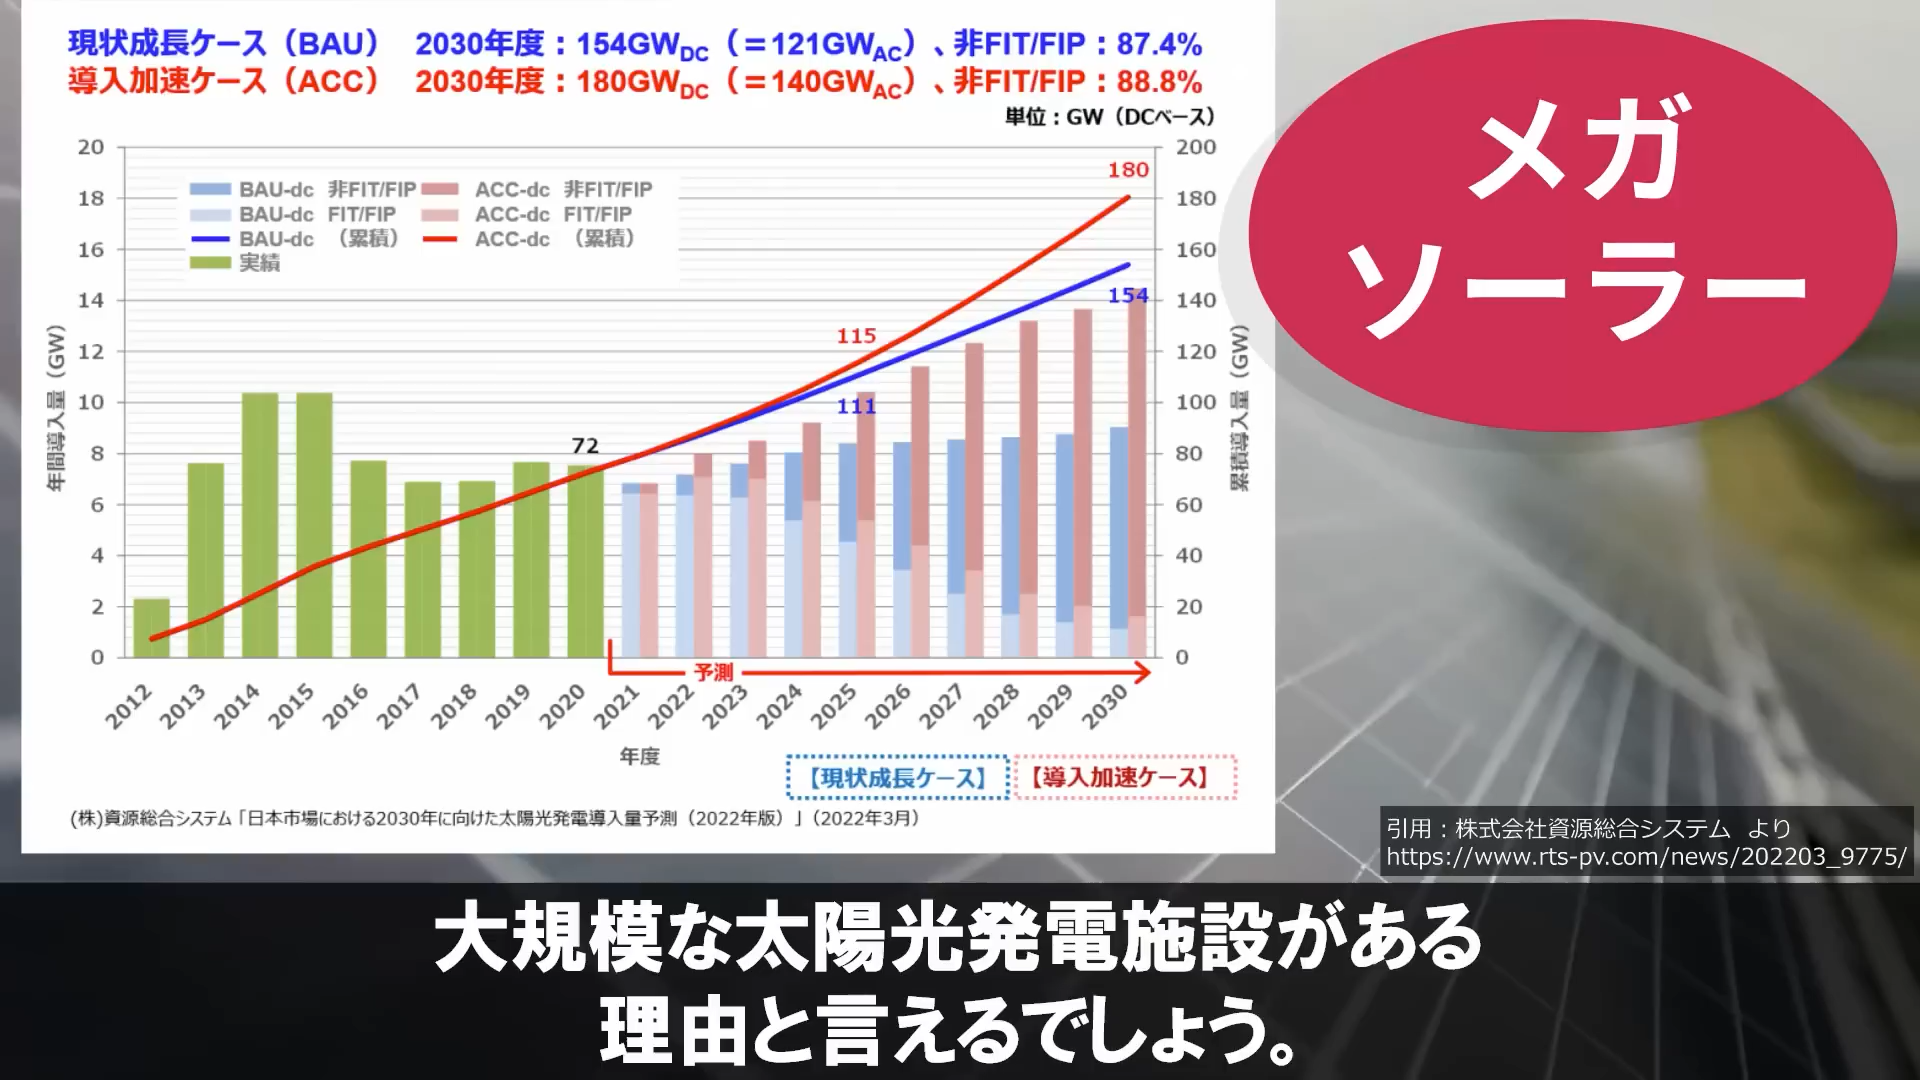 現状成長ケース（BAU） 2030年度：154GWDC（＝121GWAC）、非FIT/FIP：87.4%
導入加速ケース（ACC） 2030年度：180GWDC（＝140GWAC）、非FIT/FIP：88.8%
単位：GW（DCベース）
メガ
ソーラー
BAU-dc 非FIT/FIP ACC-dc 非FIT/FIP
BAU-dc FIT/FIP ACC-dc FIT/FIP
BAU-dc （累積） ACC-dc （累積）
実績
年間導入量（GW）
20
18
16
14
12
10
8
6
4
2
0
72
115
111
180
154
200
180
160
140
120
100
80
60
40
20
0
累積導入量（GW）
予測
2012 2013 2014 2015 2016 2017 2018 2019 2020 2021 2022 2023 2024 2025 2026 2027 2028 2029 2030
年度
【現状成長ケース】 【導入加速ケース】
(株)資源総合システム「日本市場における2030年に向けた太陽光発電導入量予測（2022年版）」（2022年3月）
引用：株式会社資源総合システム より
https://www.rts-pv.com/news/202203_9775/
大規模な太陽光発電施設がある
理由と言えるでしょう。